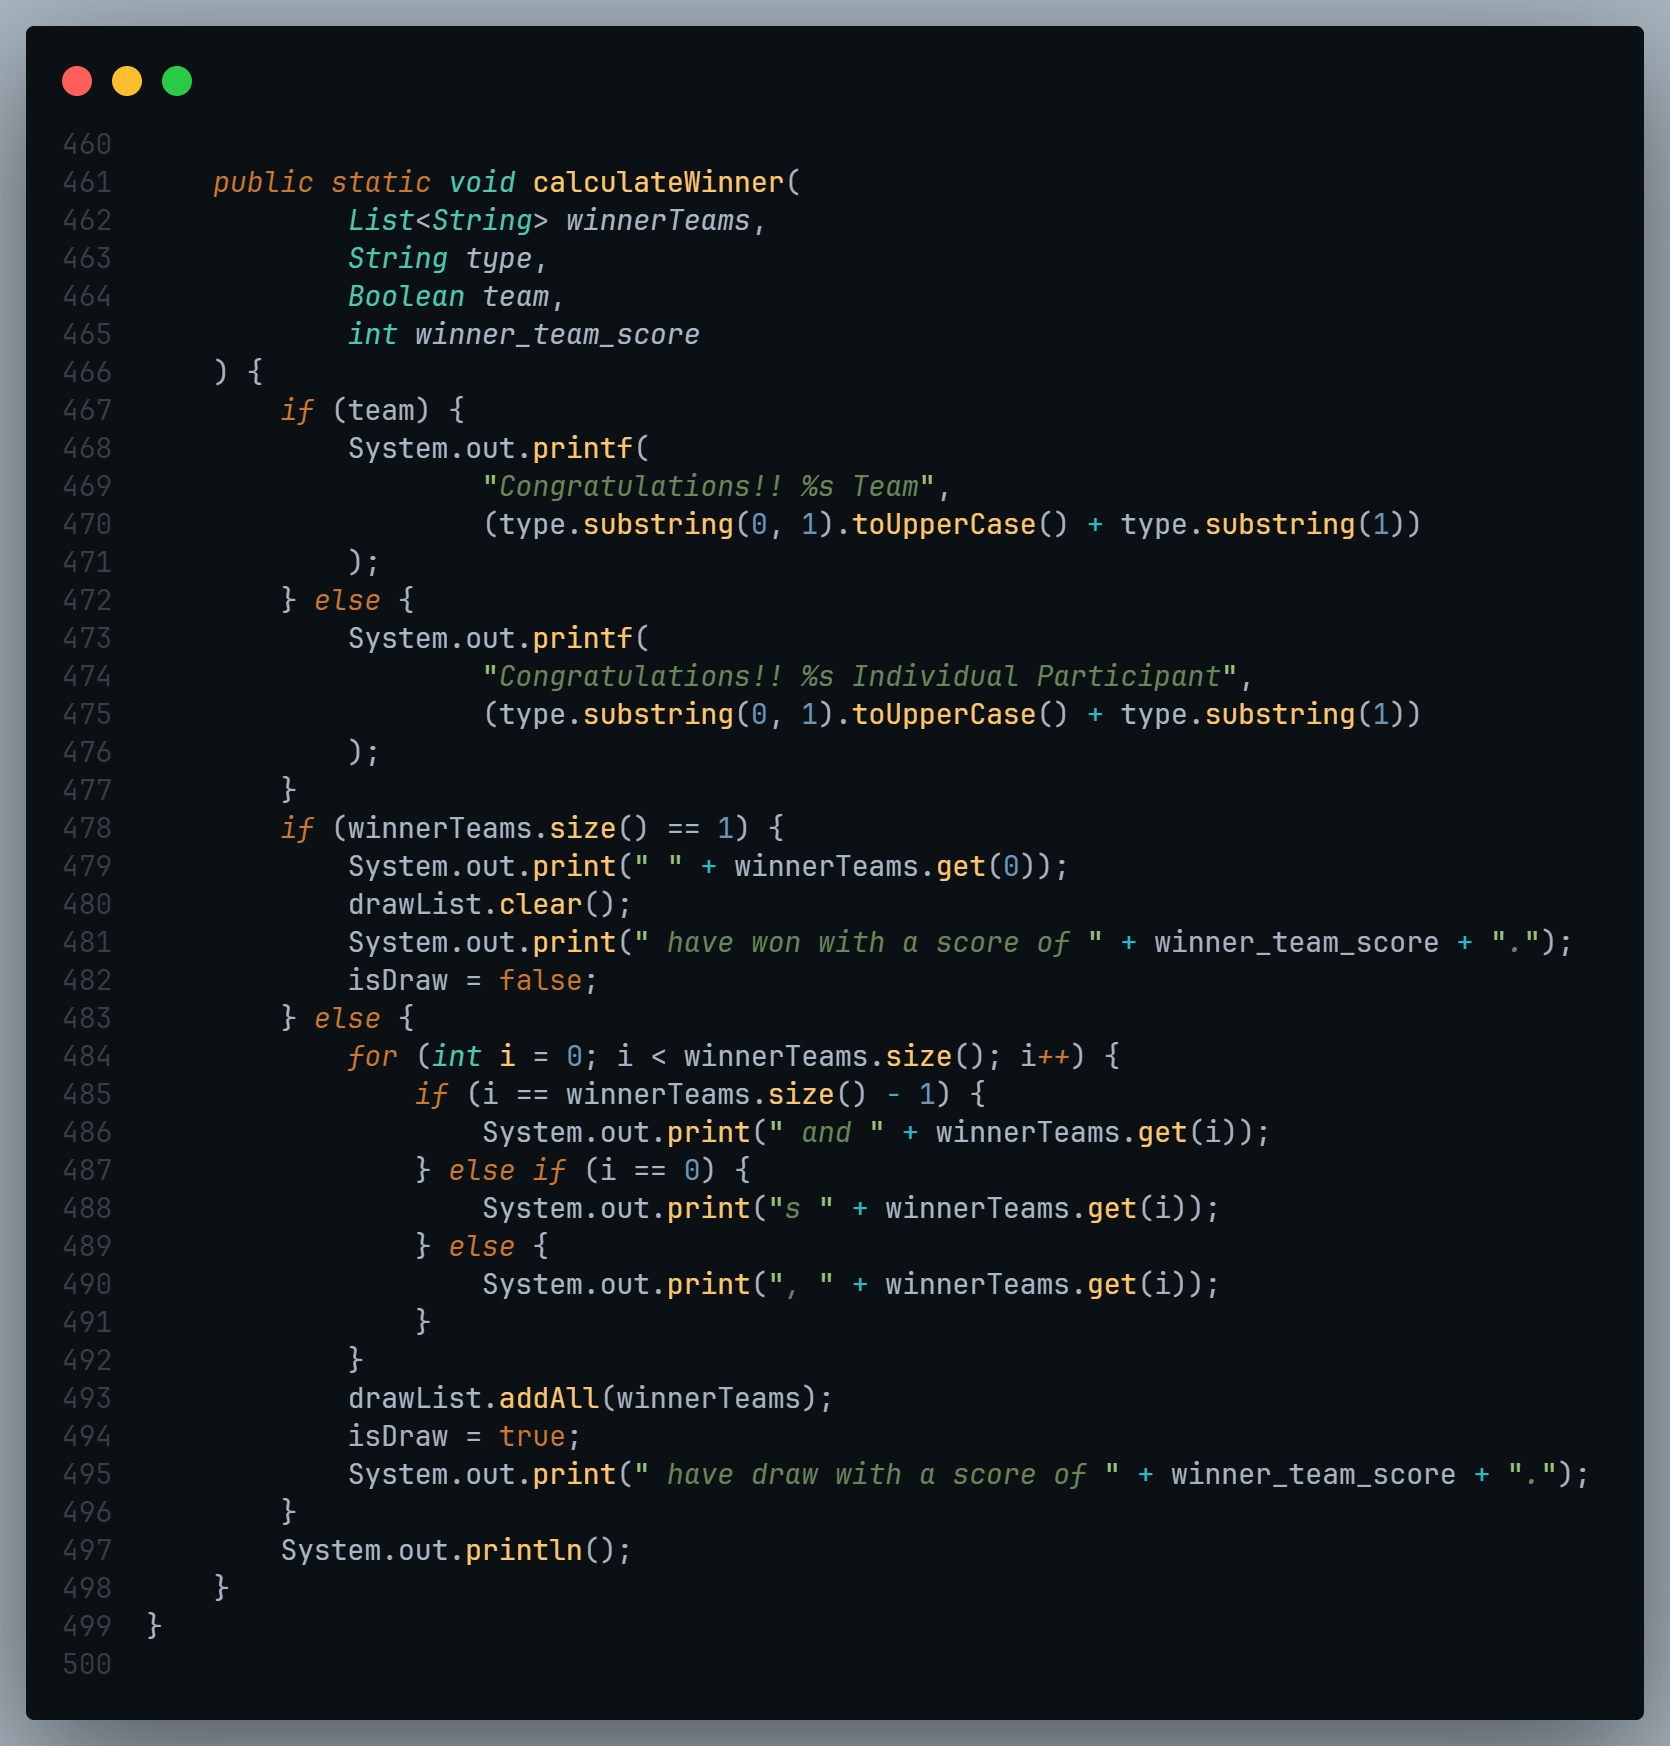 460
461     public static void calculateWinner(
462             List<String> winnerTeams,
463             String type,
464             Boolean team,
465             int winner_team_score
466     ) {
467         if (team) {
468             System.out.printf(
469                     "Congratulations!! %s Team",
470                     (type.substring(0, 1).toUpperCase() + type.substring(1))
471             );
472         } else {
473             System.out.printf(
474                     "Congratulations!! %s Individual Participant",
475                     (type.substring(0, 1).toUpperCase() + type.substring(1))
476             );
477         }
478         if (winnerTeams.size() == 1) {
479             System.out.print(" " + winnerTeams.get(0));
480             drawList.clear();
481             System.out.print(" have won with a score of " + winner_team_score + ".");
482             isDraw = false;
483         } else {
484             for (int i = 0; i < winnerTeams.size(); i++) {
485                 if (i == winnerTeams.size() - 1) {
486                     System.out.print(" and " + winnerTeams.get(i));
487                 } else if (i == 0) {
488                     System.out.print("s " + winnerTeams.get(i));
489                 } else {
490                     System.out.print(", " + winnerTeams.get(i));
491                 }
492             }
493             drawList.addAll(winnerTeams);
494             isDraw = true;
495             System.out.print(" have draw with a score of " + winner_team_score + ".");
496         }
497         System.out.println();
498     }
499 }
500